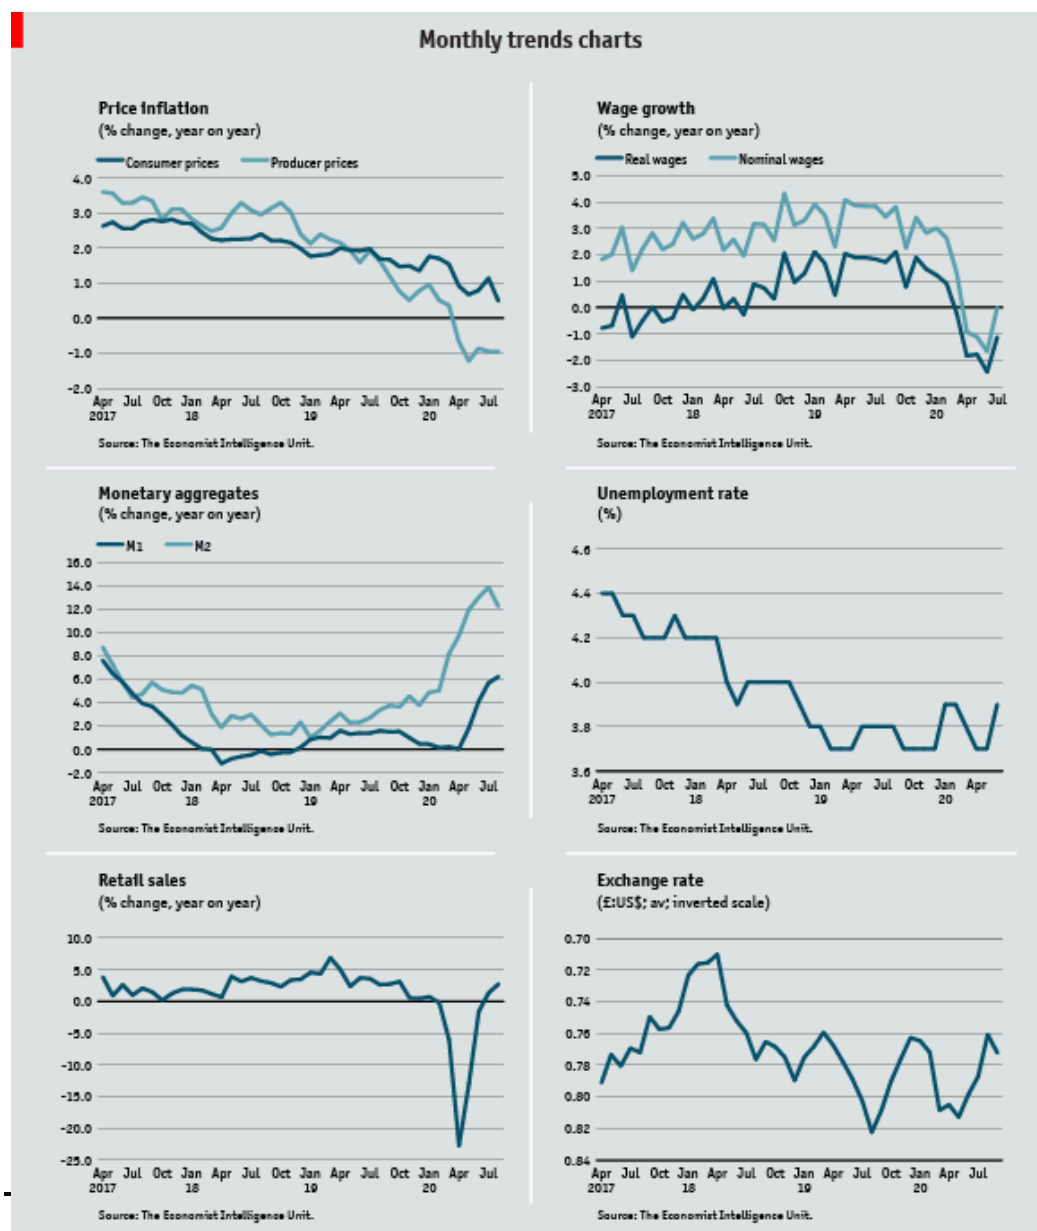 Monthly trends charts
Price inflation
(% change, year on year)
Consumer prices Producer prices
4.0
3.0
2.0
1.0
0.0
-1.0
-2.0
Apr Jul Oct Jan Apr Jul Oct Jan Apr Jul Oct Jan Apr Jul
2017 18 19 20
Source: The Economist Intelligence Unit.
Wage growth
(% change, year on year)
Real wages Nominal wages
5.0
4.0
3.0
2.0
1.0
0.0
-1.0
-2.0
-3.0
Apr Jul Oct Jan Apr Jul Oct Jan Apr Jul Oct Jan Apr Jul
2017 18 19 20
Source: The Economist Intelligence Unit.
Monetary aggregates
(% change, year on year)
M1 M2
16.0
14.0
12.0
10.0
8.0
6.0
4.0
2.0
0.0
-2.0
Apr Jul Oct Jan Apr Jul Oct Jan Apr Jul Oct Jan Apr Jul
2017 18 19 20
Source: The Economist Intelligence Unit.
Unemployment rate
(%)
4.6
4.4
4.2
4.0
3.8
3.6
Apr Jul Oct Jan Apr Jul Oct Jan Apr Jul Oct Jan Apr
2017 18 19 20
Source: The Economist Intelligence Unit.
Retail sales
(% change, year on year)
10.0
5.0
0.0
-5.0
-10.0
-15.0
-20.0
-25.0
Apr Jul Oct Jan Apr Jul Oct Jan Apr Jul Oct Jan Apr Jul
2017 18 19 20
Source: The Economist Intelligence Unit.
Exchange rate
(£:US$; av; inverted scale)
0.70
0.72
0.74
0.76
0.78
0.80
0.82
0.84
Apr Jul Oct Jan Apr Jul Oct Jan Apr Jul Oct Jan Apr Jul
2017 18 19 20
Source: The Economist Intelligence Unit.